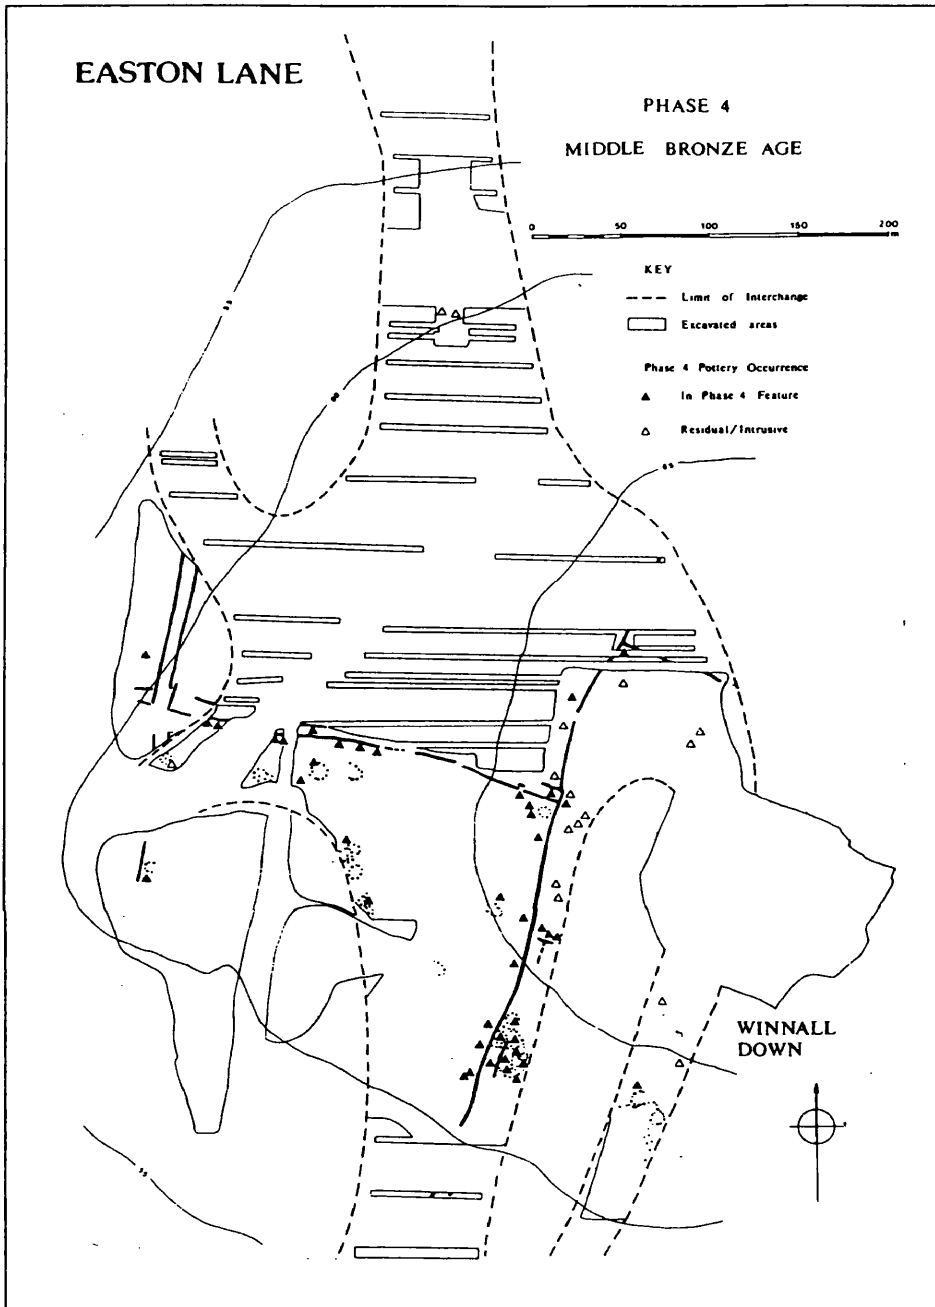 EASTON LANE
PHASE 4
MIDDLE BRONZE AGE
0 50 100 150 200
m
KEY
Limit of Interchange
Excavated areas
Phase 4 Pottery Occurrence
In Phase 4 Feature
Residual/Intrusive
WINNALL
DOWN